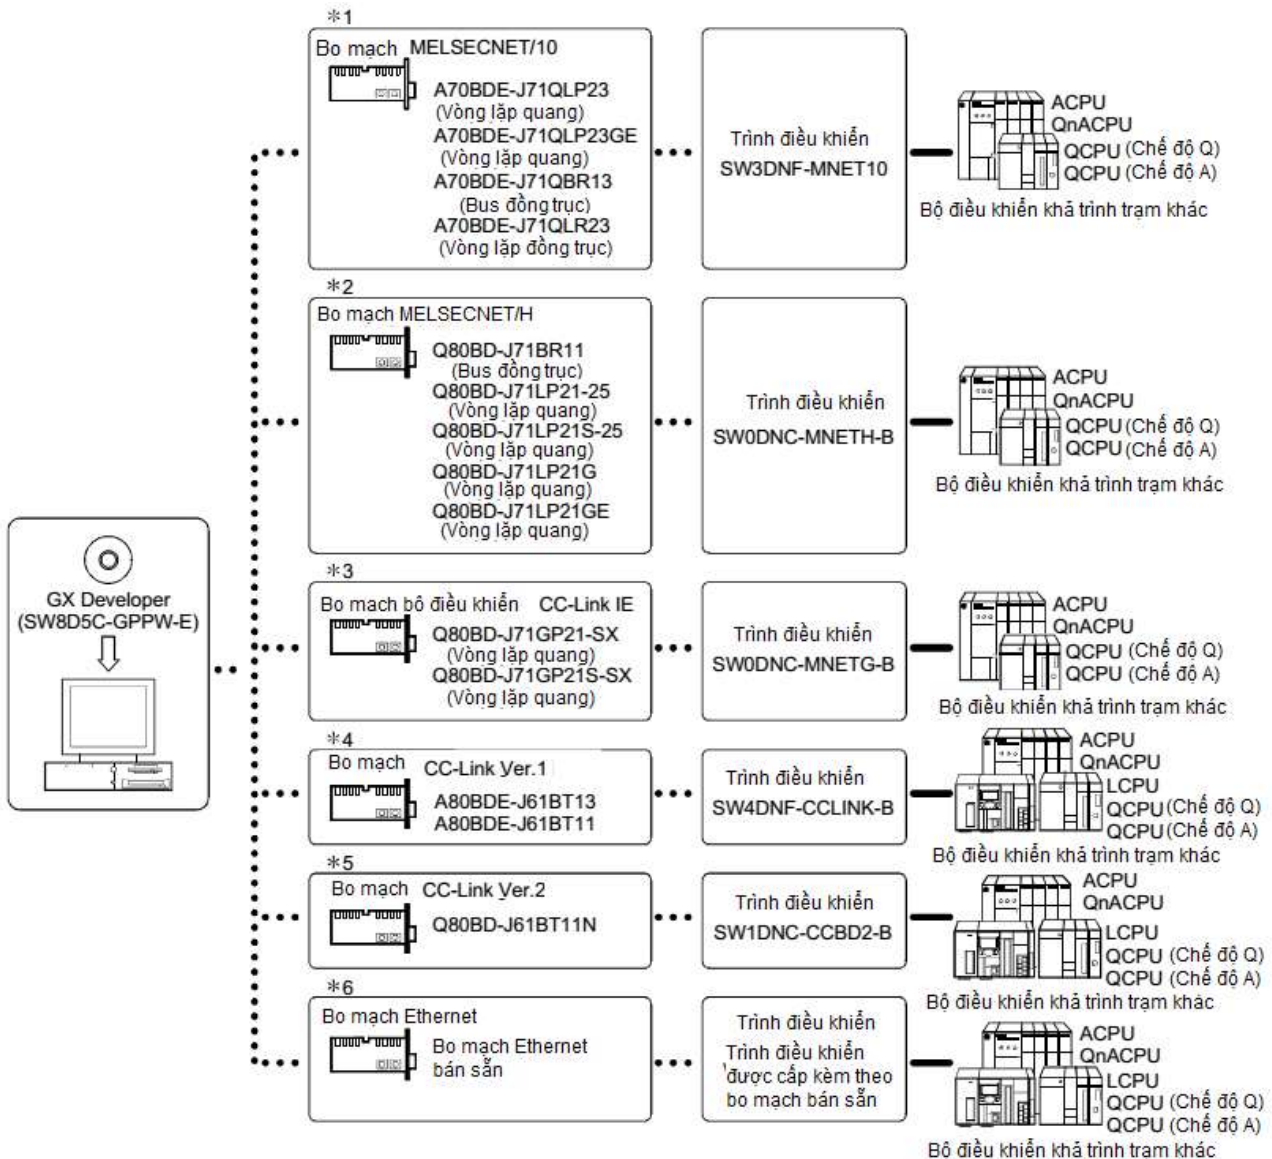 GX Developer
(SW8D5C-GPPW-E)
*1
Bo mạch MELSECNET/10
A70BDE-J71QLP23
(Vòng lặp quang)
A70BDE-J71QLP23GE
(Vòng lặp quang)
A70BDE-J71QBR13
(Bus đồng trục)
A70BDE-J71QLR23
(Vòng lặp đồng trục)
Trình điều khiển
SW3DNF-MNET10
ACPU
QnACPU
QCPU (Chế độ Q)
QCPU (Chế độ A)
Bộ điều khiển khả trình trạm khác
*2
Bo mạch MELSECNET/H
Q80BD-J71BR11
(Bus đồng trục)
Q80BD-J71LP21-25
(Vòng lặp quang)
Q80BD-J71LP21S-25
(Vòng lặp quang)
Q80BD-J71LP21G
(Vòng lặp quang)
Q80BD-J71LP21GE
(Vòng lặp quang)
Trình điều khiển
SW0DNC-MNETH-B
ACPU
QnACPU
QCPU (Chế độ Q)
QCPU (Chế độ A)
Bộ điều khiển khả trình trạm khác
*3
Bo mach bô điều khiển CC-Link IE
Q80BD-J71GP21-SX
(Vòng lặp quang)
Q80BD-J71GP21S-SX
(Vòng lặp quang)
Trình điều khiển
SW0DNC-MNETG-B
ACPU
QnACPU
QCPU (Chế độ Q)
QCPU (Chế độ A)
Bộ điều khiển khả trình trạm khác
*4
Bo mạch CC-Link Ver.1
A80BDE-J61BT13
A80BDE-J61BT11
Trình điều khiển
SW4DNF-CCLINK-B
ACPU
QnACPU
LCPU
QCPU (Chế độ Q)
QCPU (Chế độ A)
Bộ điều khiển khả trình trạm khác
*5
Bo mạch CC-Link Ver.2
Q80BD-J61BT11N
Trình điều khiển
SW1DNC-CCBD2-B
ACPU
QnACPU
LCPU
QCPU (Chế độ Q)
QCPU (Chế độ A)
Bộ điều khiển khả trình trạm khác
*6
Bo mạch Ethernet
Bo mạch Ethernet
bán sẵn
Trình điều khiển
Trình điều khiển
được cấp kèm theo
bo mạch bán sẵn
ACPU
QnACPU
LCPU
QCPU (Chế độ Q)
QCPU (Chế độ A)
Bộ điều khiển khả trình trạm khác